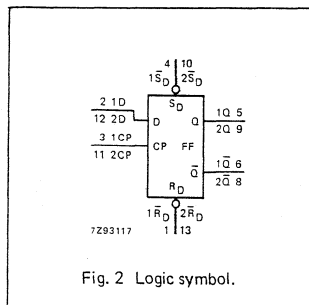 4 10
1S̅D 2S̅D
SD
2 1D
12 2D
D
Q
1Q 5
2Q 9
3 1CP
11 2CP
CP
FF
Q̅
1Q̅ 6
2Q̅ 8
RD
1R̅D 2R̅D
7Z93117
1 13
Fig. 2 Logic symbol.